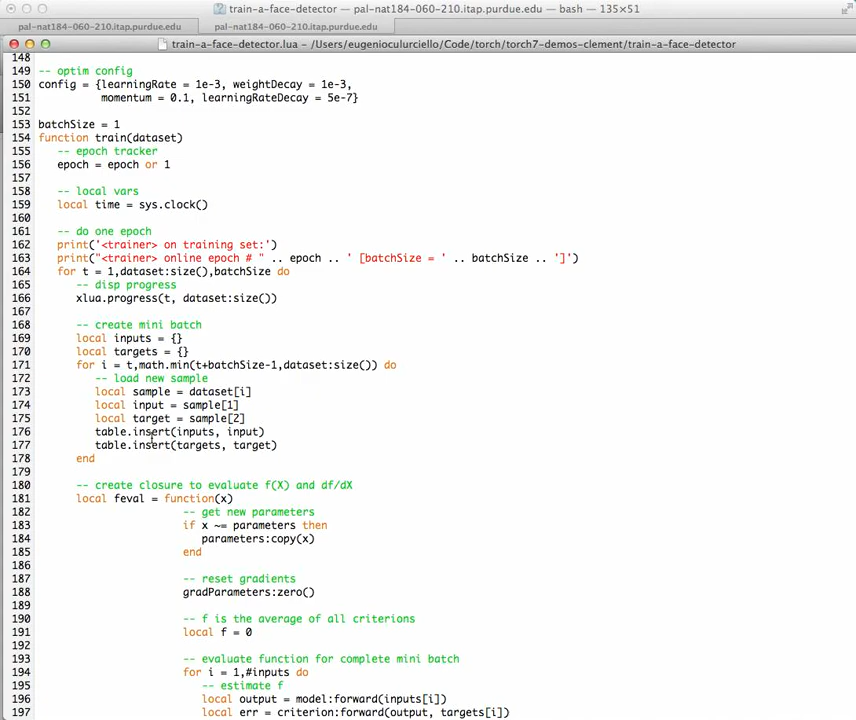 train-a-face-detector — pal-nat184-060-210.itap.purdue.edu — bash — 135×51
pal-nat184-060-210.itap.purdue.edu pal-nat184-060-210.itap.purdue.edu
train-a-face-detector.lua – /Users/eugenioculurciello/Code/torch/torch7-demos-clement/train-a-face-detector
148
149 -- optim config
150 config = {learningRate = 1e-3, weightDecay = 1e-3,
151 momentum = 0.1, learningRateDecay = 5e-7}
152
153 batchSize = 1
154 function train(dataset)
155 -- epoch tracker
156 epoch = epoch or 1
157
158 -- local vars
159 local time = sys.clock()
160
161 -- do one epoch
162 print('<trainer> on training set:')
163 print("<trainer> online epoch # " .. epoch .. ' [batchSize = ' .. batchSize .. ']')
164 for t = 1,dataset:size(),batchSize do
165 -- disp progress
166 xlua.progress(t, dataset:size())
167
168 -- create mini batch
169 local inputs = {}
170 local targets = {}
171 for i = t,math.min(t+batchSize-1,dataset:size()) do
172 -- load new sample
173 local sample = dataset[i]
174 local input = sample[1]
175 local target = sample[2]
176 table.insert(inputs, input)
177 table.insert(targets, target)
178 end
179
180 -- create closure to evaluate f(X) and df/dX
181 local feval = function(x)
182 -- get new parameters
183 if x ~= parameters then
184 parameters:copy(x)
185 end
186
187 -- reset gradients
188 gradParameters:zero()
189
190 -- f is the average of all criterions
191 local f = 0
192
193 -- evaluate function for complete mini batch
194 for i = 1,#inputs do
195 -- estimate f
196 local output = model:forward(inputs[i])
197 local err = criterion:forward(output, targets[i])